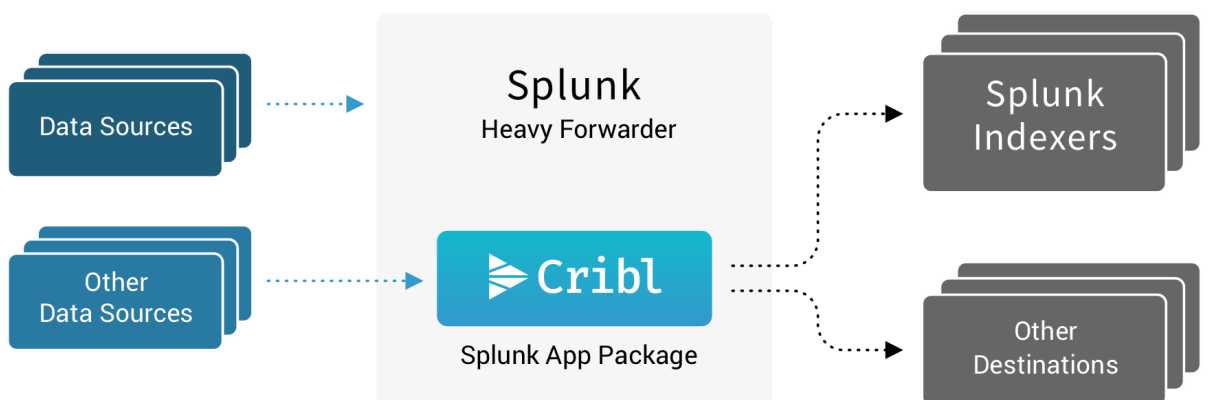 Data Sources
Other
Data Sources
Splunk
Heavy Forwarder
Cribl
Splunk App Package
Splunk
Indexers
Other
Destinations